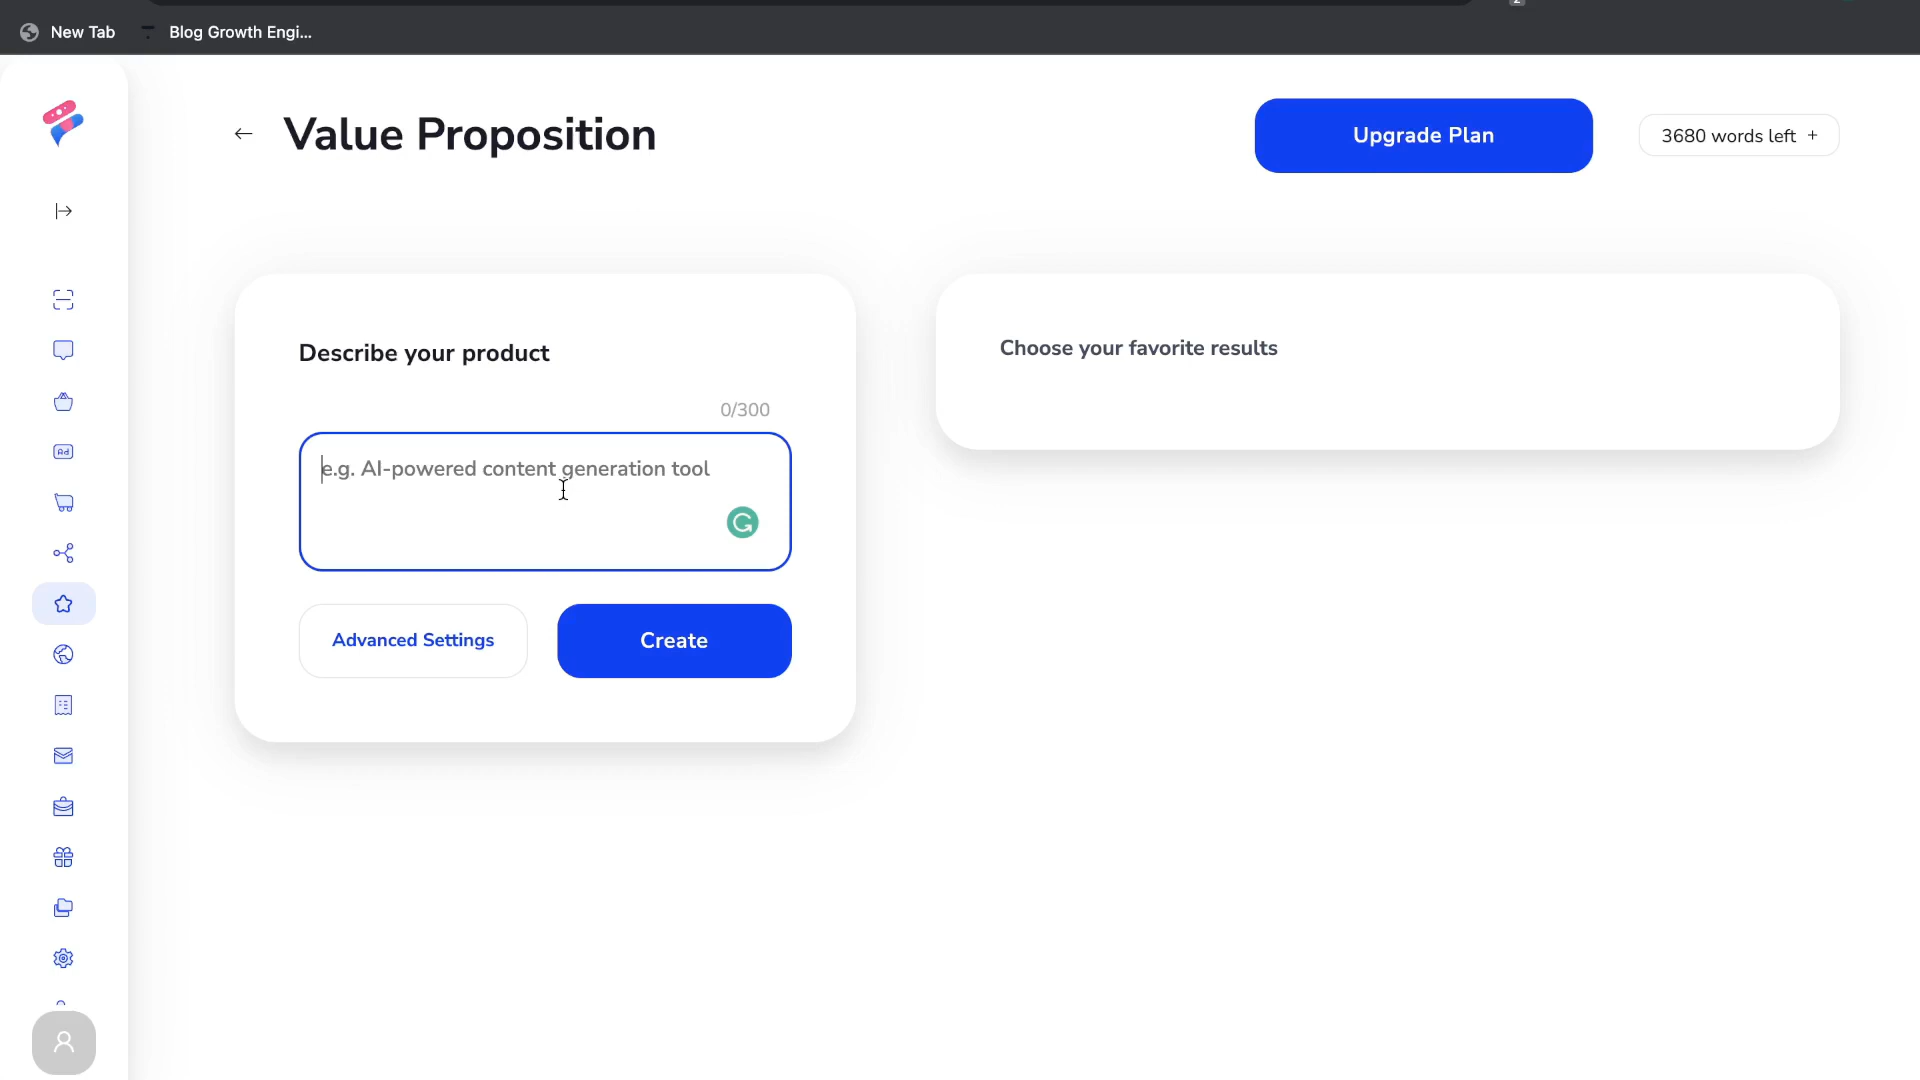 New Tab
Blog Growth Engi...
Value Proposition
Upgrade Plan
3680 words left +
Describe your product
Choose your favorite results
0/300
e.g. AI-powered content generation tool
Ad
Advanced Settings
Create